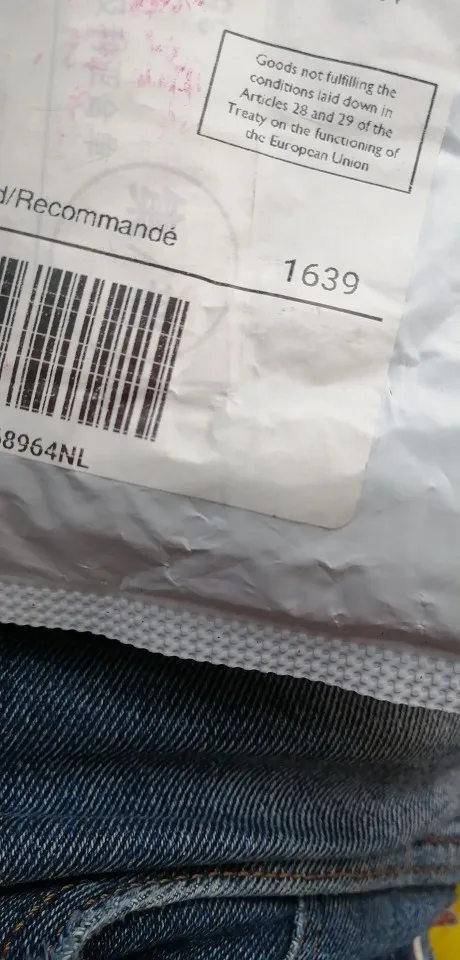 Goods not fulfilling the
conditions laid down in
Articles 28 and 29 of the
Treaty on the functioning of
the European Union
d/Recommandé
1639
8964NL